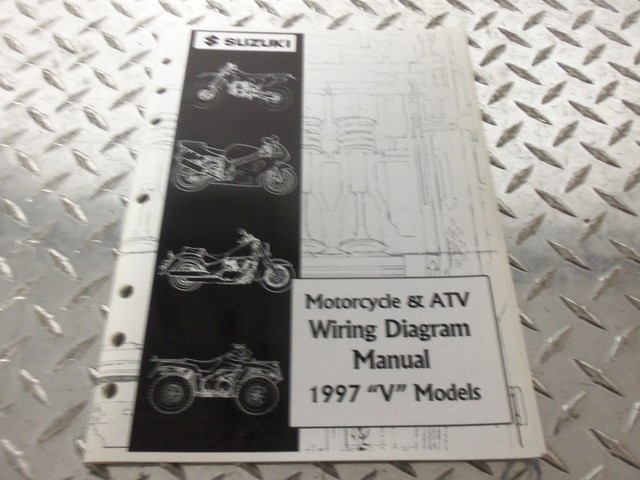 SUZUKI
Motorcycle & ATV
Wiring Diagram
Manual
1997 "V" Models